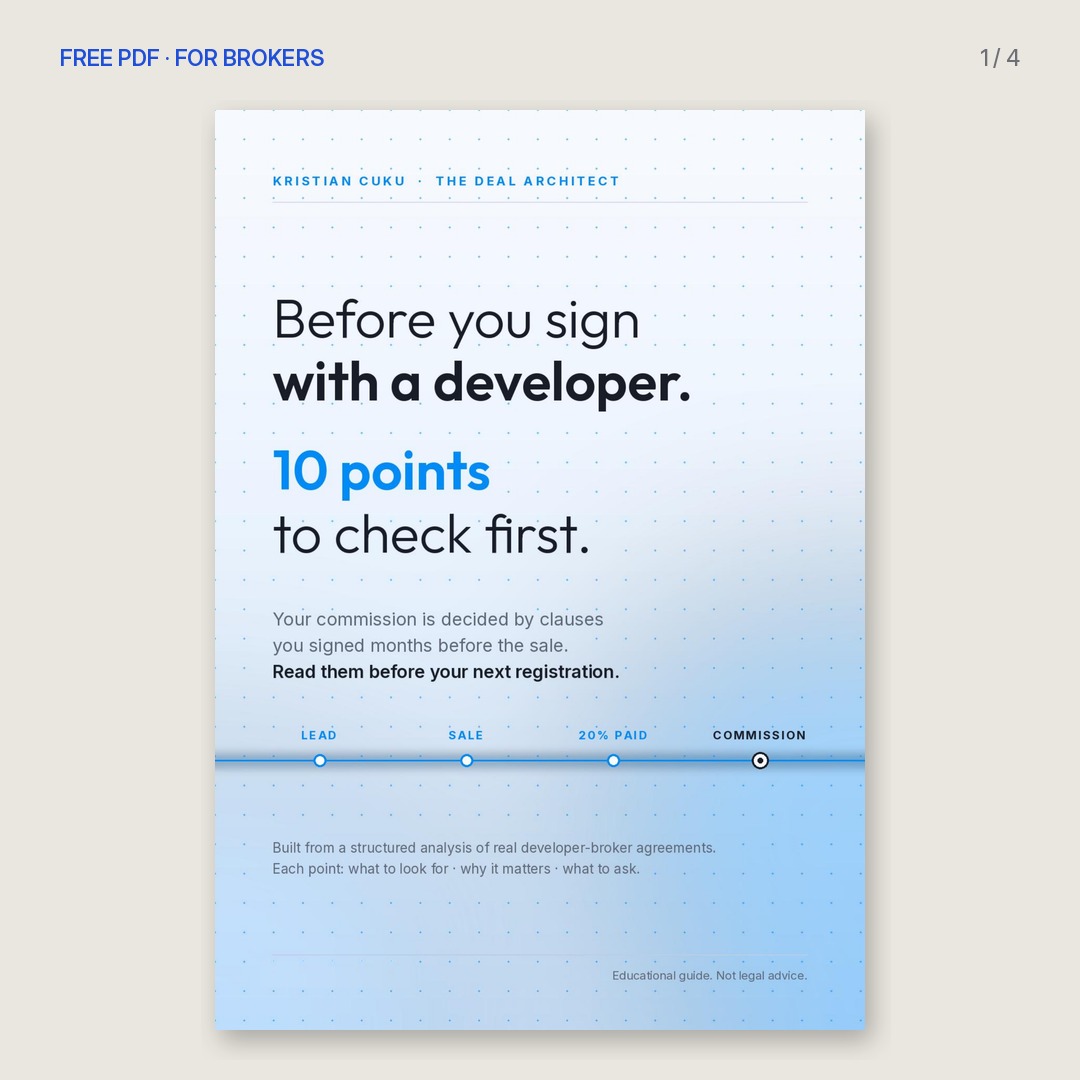 FREE PDF · FOR BROKERS
1/ 4
KRISTIAN CUKU · THE DEAL ARCHITECT
Before you sign
with a developer.
10 points
to check first.
Your commission is decided by clauses
you signed months before the sale.
Read them before your next registration.
LEAD SALE 20% PAID COMMISSION
Built from a structured analysis of real developer-broker agreements.
Each point: what to look for · why it matters · what to ask.
Educational guide. Not legal advice.